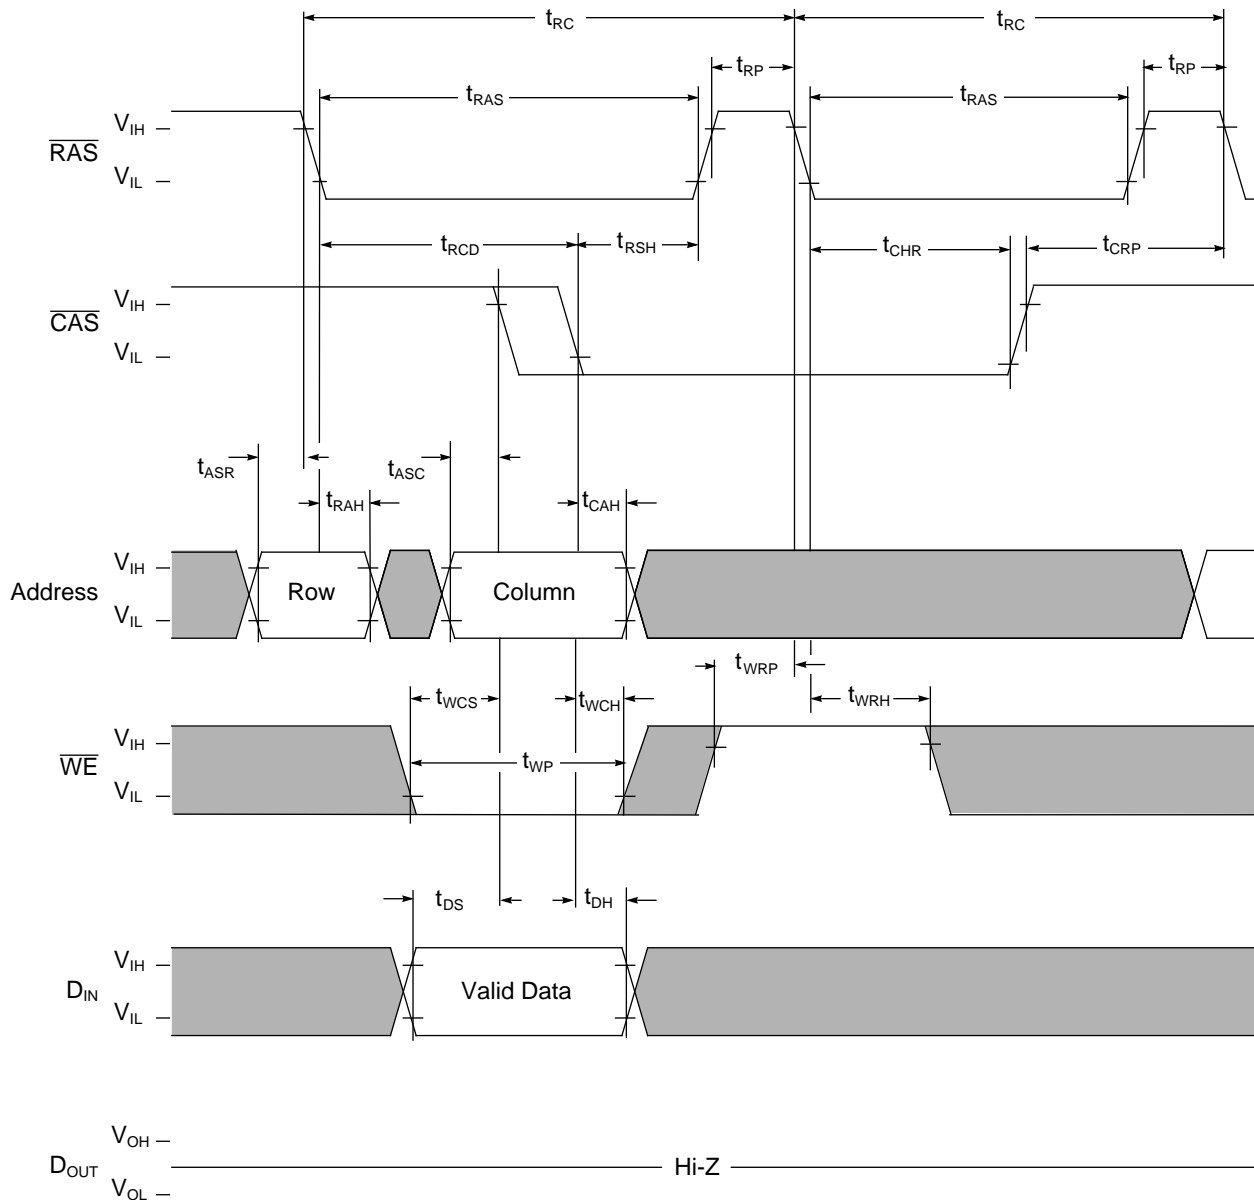 tRC tRC
tRP tRP
tRAS tRAS
VIH
RAS
VIL
tRCD tRSH tCHR tCRP
VIH
CAS
VIL
tASR tASC
tRAH tCAH
VIH
Address Row Column
VIL
tWRP
tWCS tWCH tWRH
VIH
WE tWP
VIL
tDS tDH
VIH
DIN Valid Data
VIL
VOH
DOUT Hi-Z
VOL